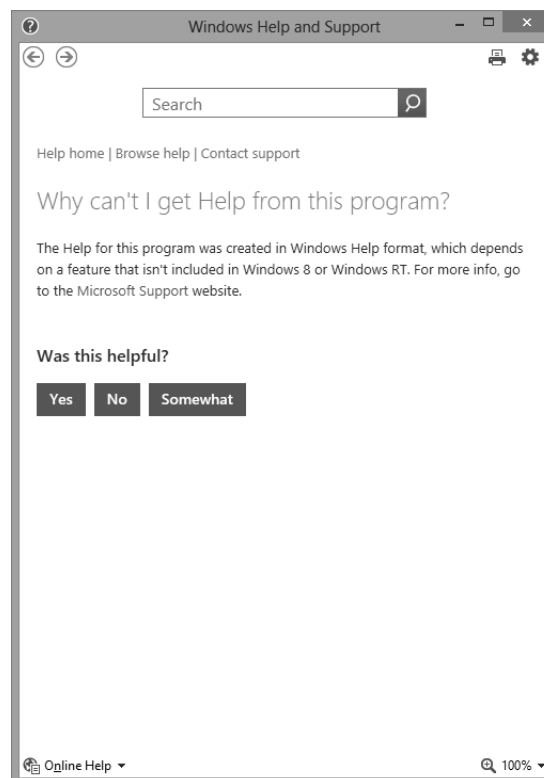 Windows Help and Support
Search
Help home | Browse help | Contact support
Why can't I get Help from this program?
The Help for this program was created in Windows Help format, which depends
on a feature that isn't included in Windows 8 or Windows RT. For more info, go
to the Microsoft Support website.
Was this helpful?
Yes No Somewhat
Online Help 100%